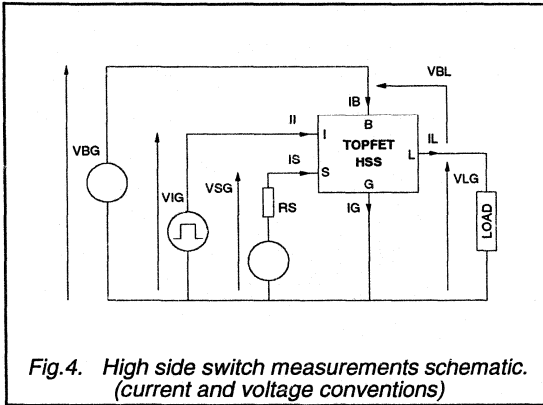 VBL
IB
B
II
I
TOPFET
HSS
L
IL
VBG
IS
S
G
VLG
VIG
VSG
RS
IG
LOAD
Fig.4. High side switch measurements schematic.
(current and voltage conventions)